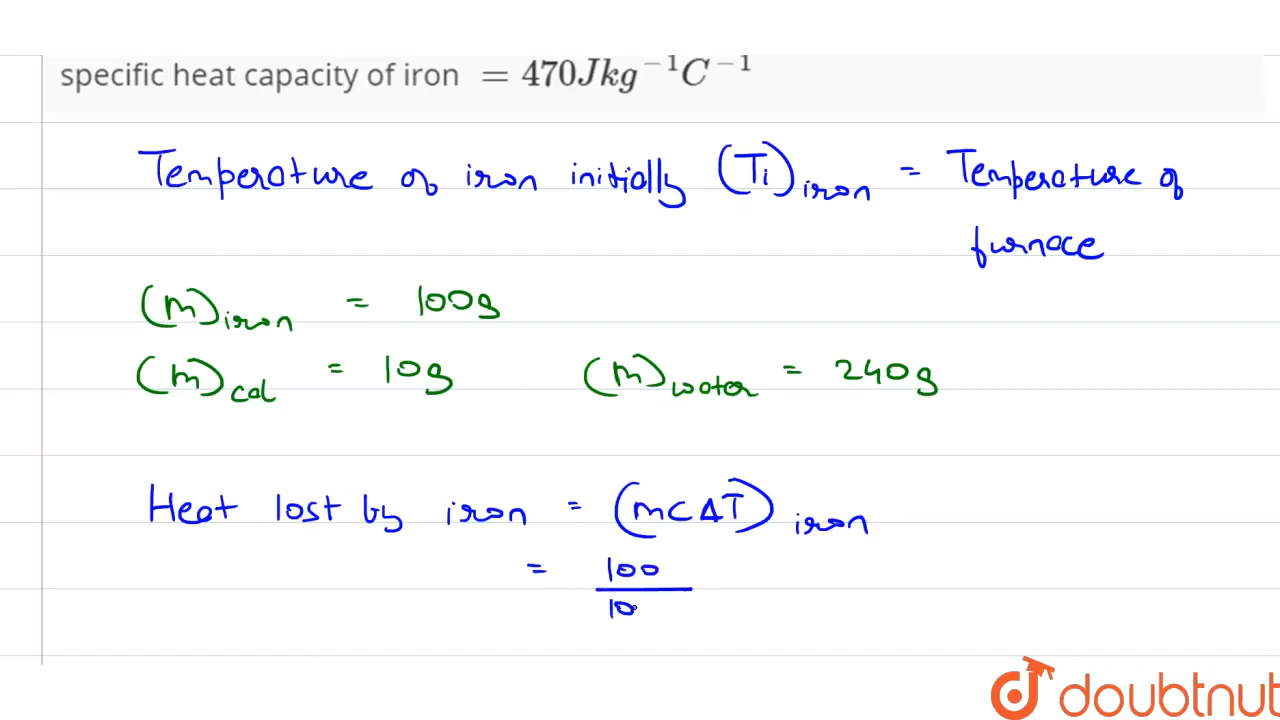 specific heat capacity of iron = 470Jkg⁻¹C⁻¹
Temperature of iron initially (Ti)iron = Temperature of
furnace
(m)iron = 100g
(m)cal = 10g (m)water = 240g
Heat lost by iron = (mCΔT) iron
= 100
10
doubtnut